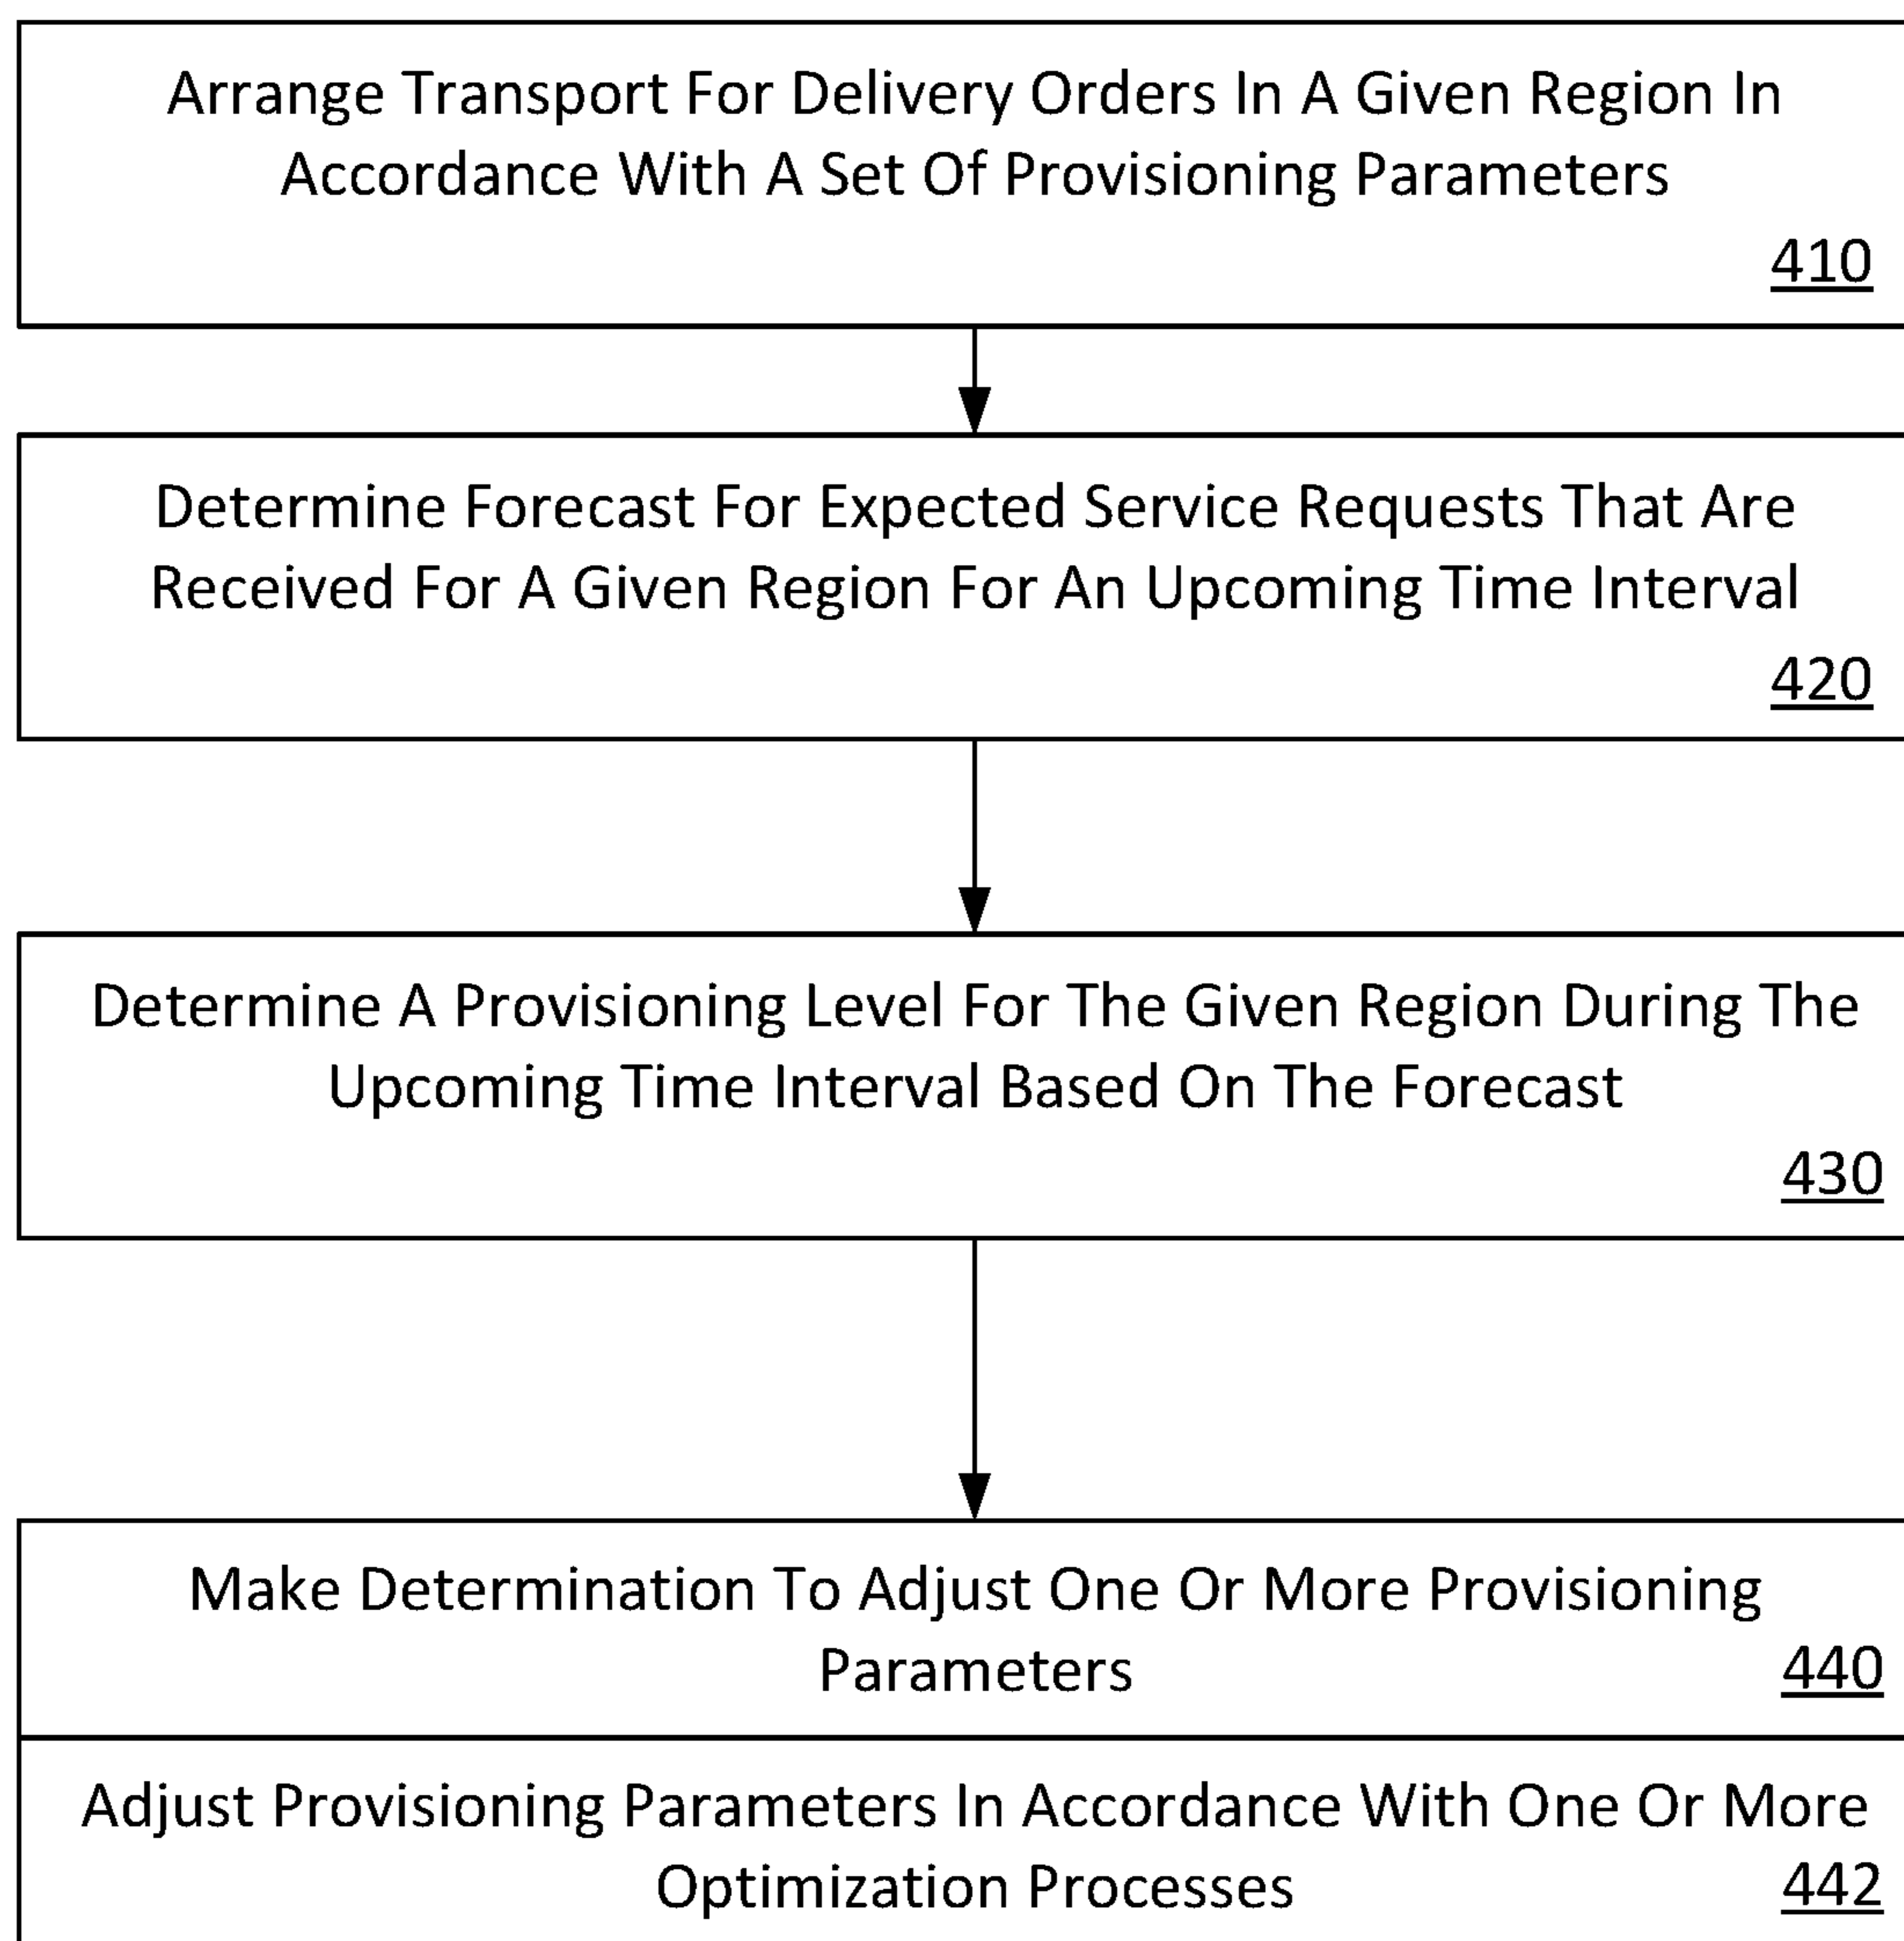 Arrange Transport For Delivery Orders In A Given Region In
Accordance With A Set Of Provisioning Parameters
410
Determine Forecast For Expected Service Requests That Are
Received For A Given Region For An Upcoming Time Interval
420
Determine A Provisioning Level For The Given Region During The
Upcoming Time Interval Based On The Forecast
430
Make Determination To Adjust One Or More Provisioning
Parameters
440
Adjust Provisioning Parameters In Accordance With One Or More
Optimization Processes
442